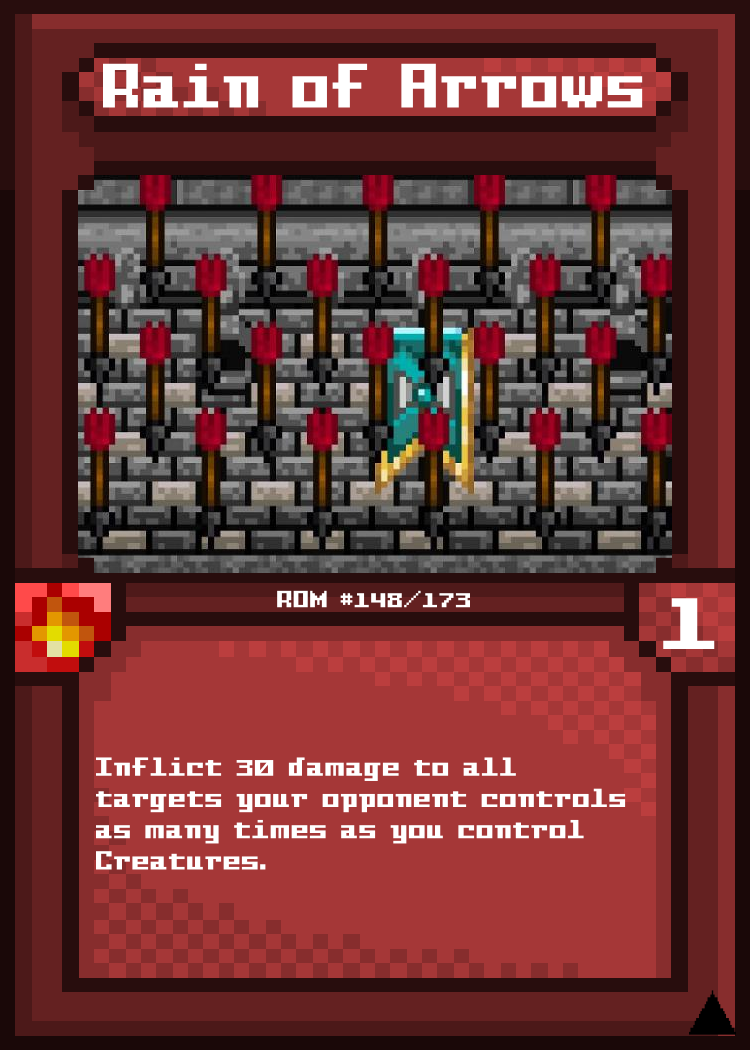 Rain of Arrows
ROM #148/173
1
Inflict 30 damage to all
targets your opponent controls
as many times as you control
Creatures.